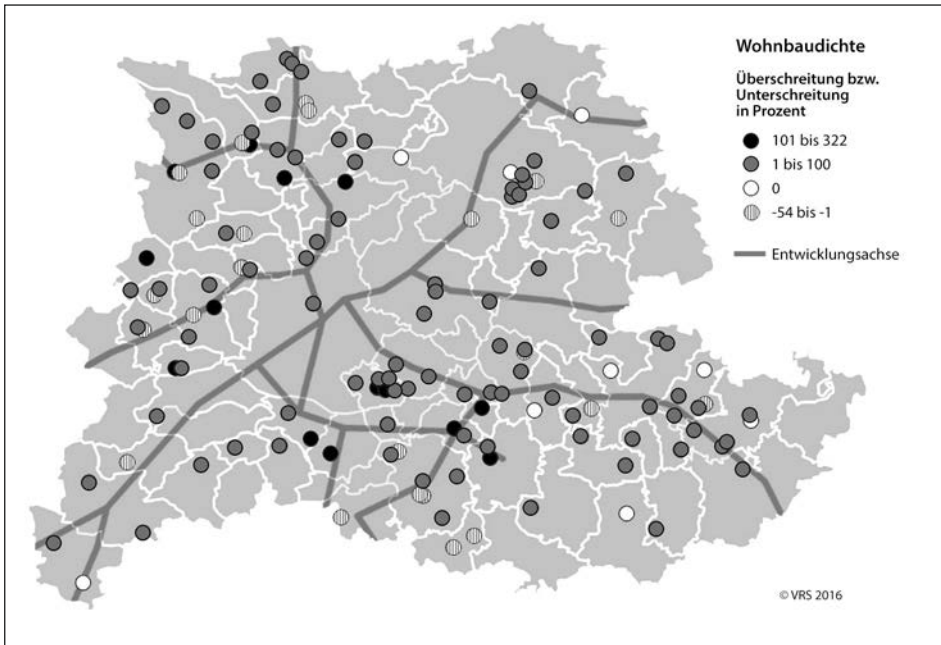 Wohnbaudichte
Überschreitung bzw.
Unterschreitung
in Prozent
101 bis 322
1 bis 100
0
-54 bis -1
Entwicklungsachse
© VRS 2016